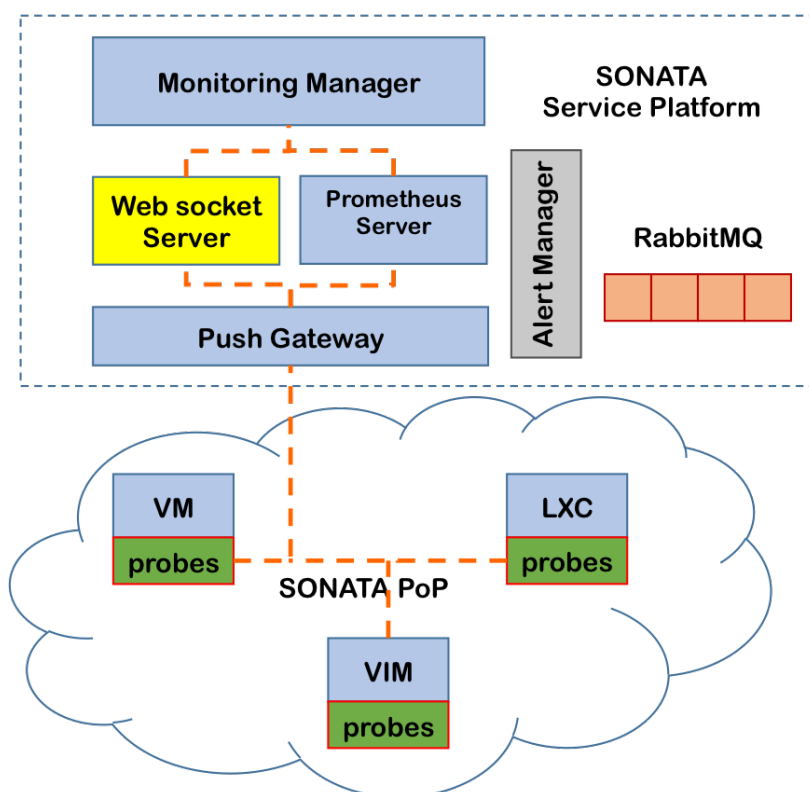 Monitoring Manager
SONATA
Service Platform
Web socket
Server
Prometheus
Server
Alert Manager
RabbitMQ
Push Gateway
VM
probes
LXC
probes
SONATA PoP
VIM
probes